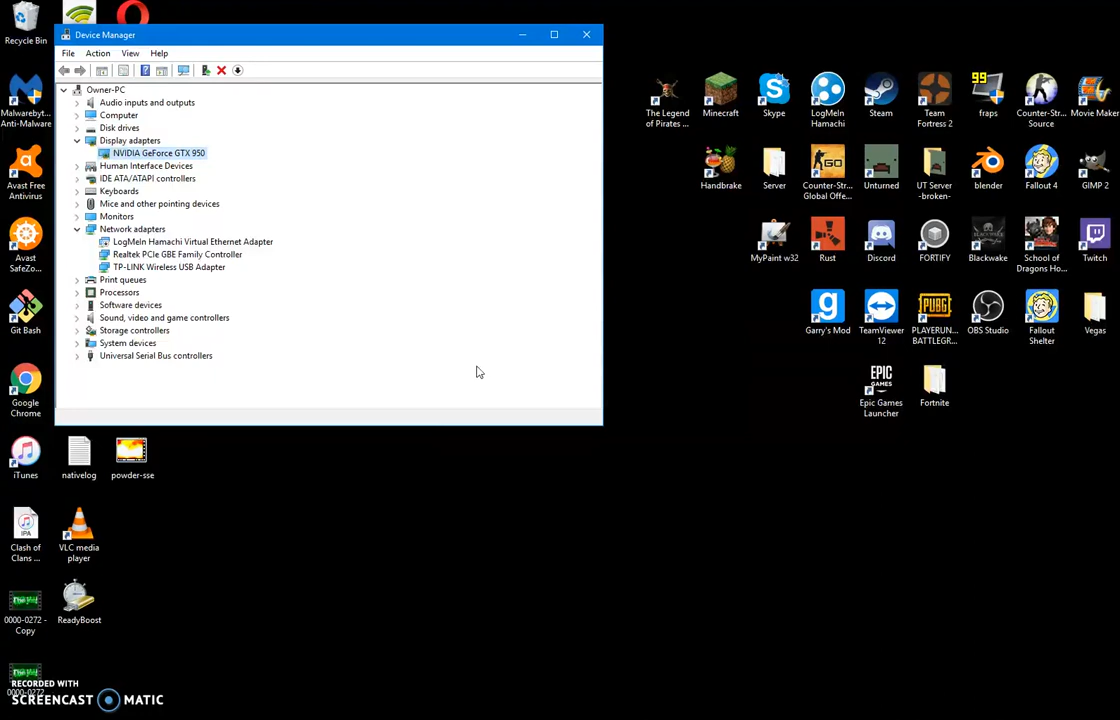 Device Manager
File Action View Help
Owner-PC
Audio inputs and outputs
Computer
Disk drives
Display adapters
NVIDIA GeForce GTX 950
Human Interface Devices
IDE ATA/ATAPI controllers
Keyboards
Mice and other pointing devices
Monitors
Network adapters
LogMeIn Hamachi Virtual Ethernet Adapter
Realtek PCIe GBE Family Controller
TP-LINK Wireless USB Adapter
Print queues
Processors
Software devices
Sound, video and game controllers
Storage controllers
System devices
Universal Serial Bus controllers
Recycle Bin
Malwarebyt...
Anti-Malware
Avast Free
Antivirus
Avast
SafeZo...
Git Bash
Google
Chrome
iTunes
nativelog
powder-sse
Clash of
Clans ...
VLC media
player
0000-0272 -
Copy
ReadyBoost
0000-0272
The Legend
of Pirates ...
Minecraft
Skype
LogMeIn
Hamachi
Steam
Team
Fortress 2
99
fraps
Counter-Str...
Source
Movie Maker
Handbrake
Server
GO
Counter-Str...
Global Offe...
Unturned
UT Server
-broken-
blender
Fallout 4
GIMP 2
MyPaint w32
Rust
Discord
FORTIFY
Blackwake
School of
Dragons Ho...
Twitch
Garry's Mod
TeamViewer
12
PUBG
PLAYERUN...
BATTLEGR...
OBS Studio
Fallout
Shelter
Vegas
EPIC
GAMES
Epic Games
Launcher
Fortnite
RECORDED WITH
SCREENCAST MATIC